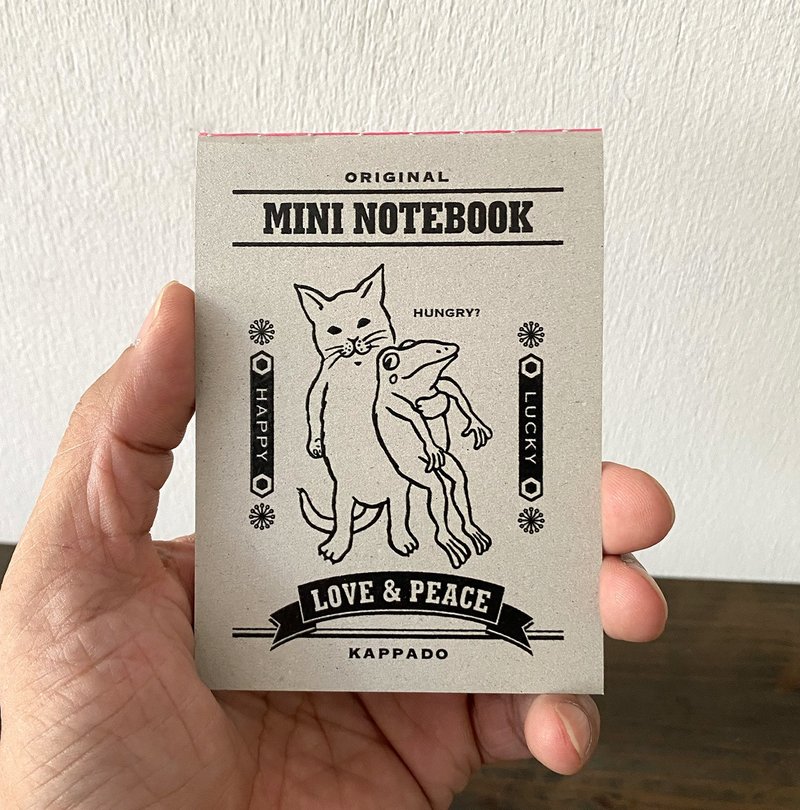 ORIGINAL
MINI NOTEBOOK
HUNGRY?
HAPPY
LUCKY
LOVE & PEACE
KAPPADO